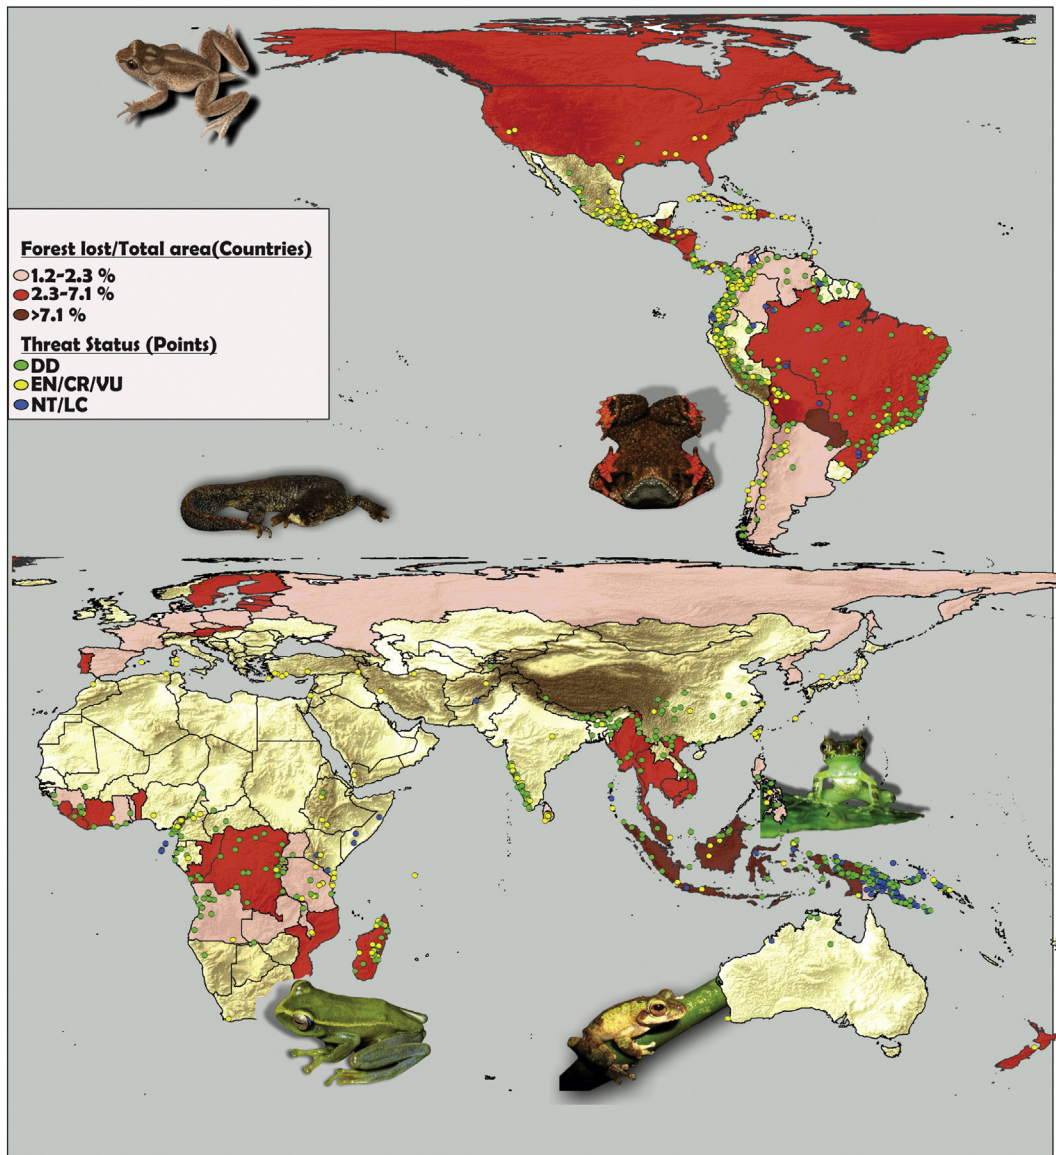 Forest lost/Total area(Countries)
1.2-2.3 %
2.3-7.1 %
>7.1 %
Threat Status (Points)
DD
EN/CR/VU
NT/LC